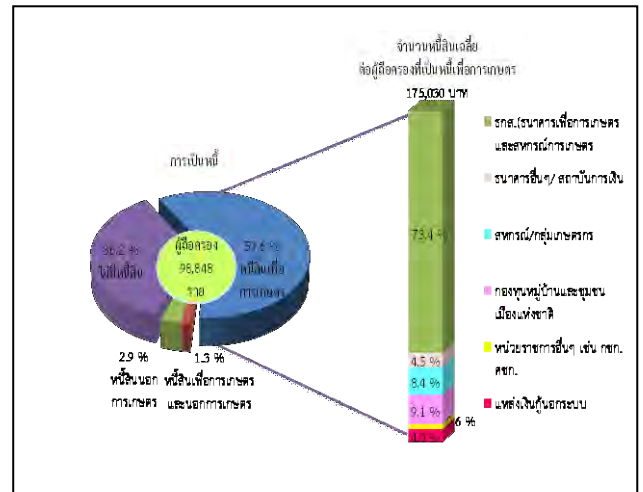 จำนวนหนี้สินเฉลี่ย
ต่อผู้ถือครองที่เป็นหนี้เพื่อการเกษตร
175,030 บาท
การเป็นหนี้
ผู้ถือครอง
98,848
ราย
59.6 %
หนี้สินเพื่อ
การเกษตร
ไม่มีหนี้สิน
2.9 %
หนี้สินนอก
การเกษตร
1.3 %
หนี้สินเพื่อการเกษตร
และนอกการเกษตร
73.4 %
4.5 %
8.4 %
9.1 %
ธกส.(ธนาคารเพื่อการเกษตร
และสหกรณ์การเกษตร
ธนาคารอื่นๆ/ สถาบันการเงิน
สหกรณ์/กลุ่มเกษตรกร
กองทุนหมู่บ้านและชุมชน
เมืองแห่งชาติ
หน่วยราชการอื่นๆ เช่น กชก.
คชก.
แหล่งเงินกู้นอกระบบ